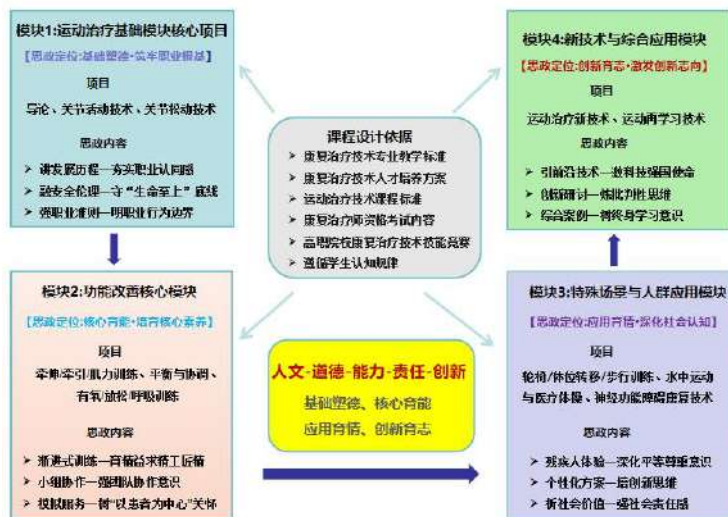 模块1:运动治疗基础模块核心项目
【思政定位:基础塑德·筑牢职业根基】
项目
导论、关节活动技术、关节松动技术
思政内容
讲发展历程—夯实职业认同感
融安全伦理—守“生命至上”底线
强职业准则—明职业行为边界
模块2:功能改善核心模块
【思政定位:核心育能·培育核心素养】
项目
牵伸/牵引/肌力训练、平衡与协调、
有氧/放松/呼吸训练
思政内容
渐进式训练—育精益求精工匠精
小组协作—强团队协作意识
模拟服务—树“以患者为中心”关怀
课程设计依据
康复治疗技术专业教学标准
康复治疗技术人才培养方案
运动治疗技术课程标准
康复治疗师资格考试内容
高职院校康复治疗技术技能竞赛
遵循学生认知规律
人文-道德-能力-责任-创新
基础塑德、核心育能
应用育情、创新育志
模块4:新技术与综合应用模块
【思政定位:创新育志·激发创新志向】
项目
运动治疗新技术、运动再学习技术
思政内容
引前沿技术—激科技强国使命
创新研讨—炼批判性思维
综合案例—树终身学习意识
模块3:特殊场景与人群应用模块
【思政定位:应用育情·深化社会认知】
项目
轮椅/体位转移/步行训练、水中运动
与医疗体操、神经功能障碍康复技术
思政内容
残疾人体验—深化平等尊重意识
个性化方案—培创新思维
析社会价值—强社会责任感